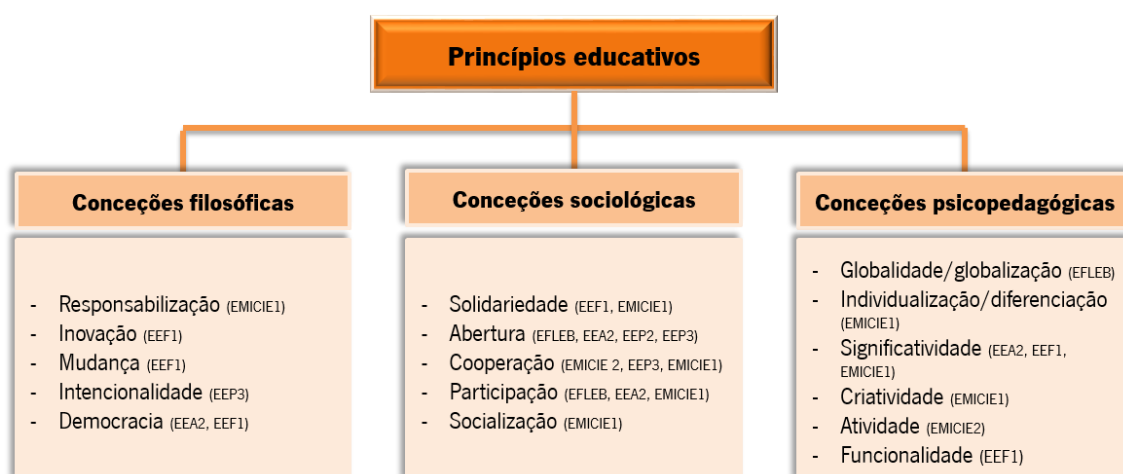 Princípios educativos
Conceções filosóficas
- Responsabilização (EMICIE1)
- Inovação (EEF1)
- Mudança (EEF1)
- Intencionalidade (EEP3)
- Democracia (EEA2, EEF1)
Conceções sociológicas
- Solidariedade (EEF1, EMICIE1)
- Abertura (EFLEB, EEA2, EEP2, EEP3)
- Cooperação (EMICIE 2, EEP3, EMICIE1)
- Participação (EFLEB, EEA2, EMICIE1)
- Socialização (EMICIE1)
Conceções psicopedagógicas
- Globalidade/globalização (EFLEB)
- Individualização/diferenciação
(EMICIE1)
- Significatividade (EEA2, EEF1,
EMICIE1)
- Criatividade (EMICIE1)
- Atividade (EMICIE2)
- Funcionalidade (EEF1)